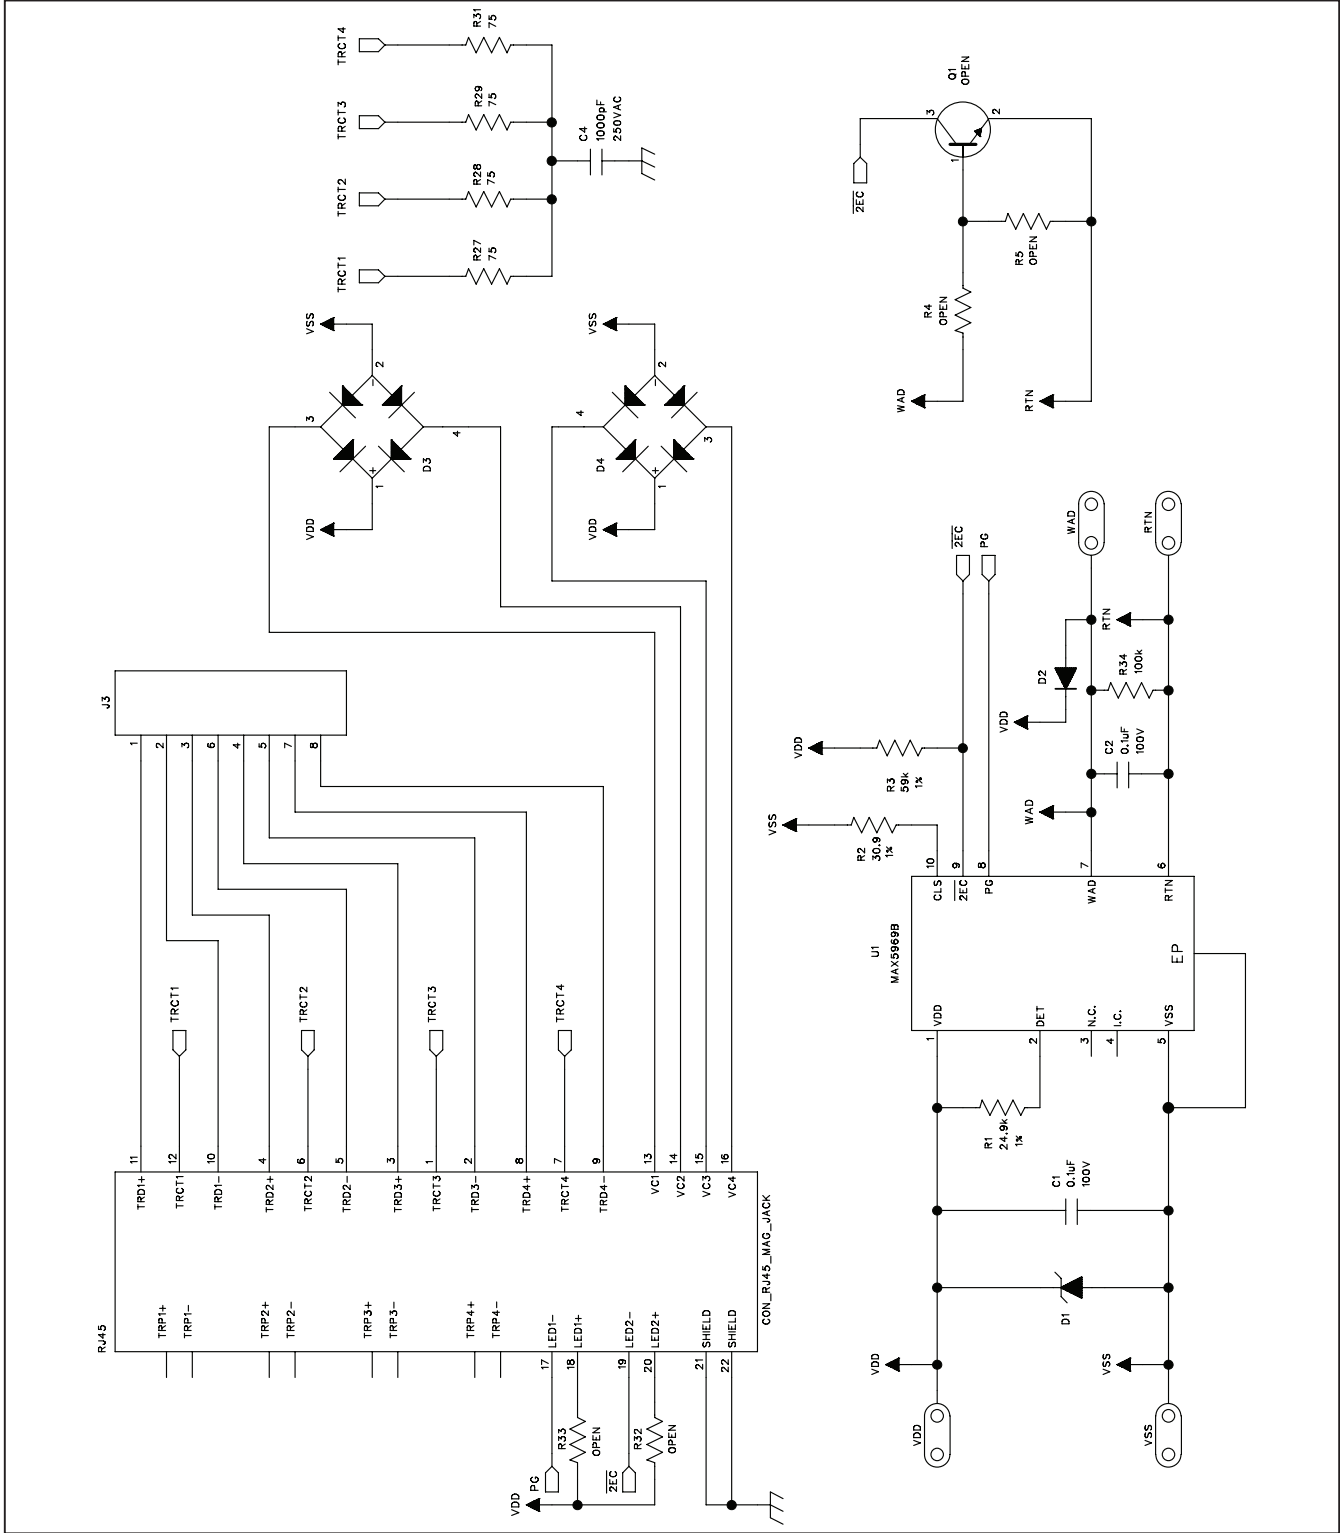 RJ45
TRP1+
TRP1-
TRP2+
TRP2-
TRP3+
TRP3-
TRP4+
TRP4-
17 LED1-
18 LED1+
19 LED2-
20 LED2+
21 SHIELD
22 SHIELD
TRD1+ 11
TRCT1 12
TRD1- 10
TRD2+ 4
TRCT2 6
TRD2- 5
TRD3+ 3
TRCT3 1
TRD3- 2
TRD4+ 8
TRCT4 7
TRD4- 9
VC1 13
VC2 14
VC3 15
VC4 16
CON_RJ45_MAG_JACK
PG
R33
OPEN
2EC
R32
OPEN
VDD
TRCT1
TRCT2
TRCT3
TRCT4
J3
1
2
3
6
4
5
7
8
VDD
VSS
1
+
-
2
3
4
D3
VDD
VSS
1
+
-
2
4
3
D4
TRCT1
R27
75
TRCT2
R28
75
TRCT3
R29
75
TRCT4
R31
75
C4
1000pF
250VAC
VDD
VDD
D1
C1
0.1uF
100V
R1
24.9k
1%
VSS
VSS
U1
MAX5969B
1 VDD
2 DET
3 N.C.
4 I.C.
5 VSS
EP
CLS 10
2EC 9
PG 8
WAD 7
RTN 6
VSS
R2
30.9
1%
VDD
R3
59k
1%
2EC
PG
WAD
C2
0.1uF
100V
VDD
D2
R34
100k
RTN
WAD
RTN
WAD
R4
OPEN
RTN
R5
OPEN
2EC
Q1
OPEN
1
2
3